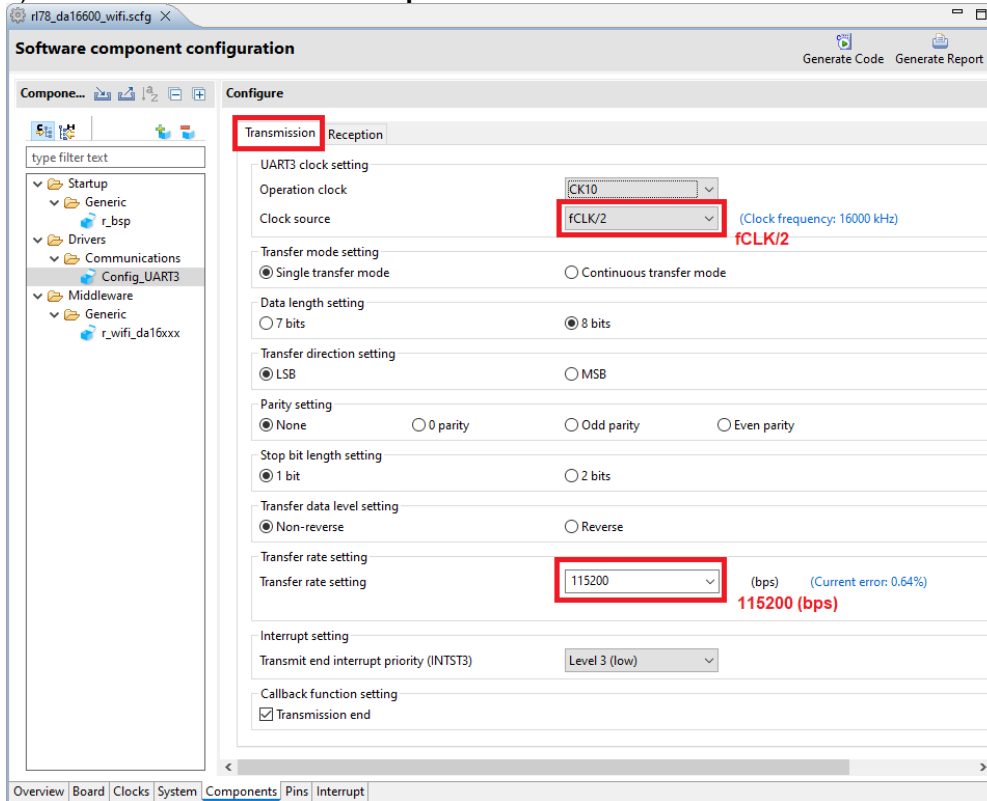 rl78_da16600_wifi.scfg
Software component configuration
Generate Code Generate Report
Compone...
Configure
type filter text
Startup
Generic
r_bsp
Drivers
Communications
Config_UART3
Middleware
Generic
r_wifi_da16xxx
Transmission Reception
UART3 clock setting
Operation clock CK10
Clock source fCLK/2 (Clock frequency: 16000 kHz)
fCLK/2
Transfer mode setting
Single transfer mode Continuous transfer mode
Data length setting
7 bits 8 bits
Transfer direction setting
LSB MSB
Parity setting
None 0 parity Odd parity Even parity
Stop bit length setting
1 bit 2 bits
Transfer data level setting
Non-reverse Reverse
Transfer rate setting
Transfer rate setting 115200 (bps) (Current error: 0.64%)
115200 (bps)
Interrupt setting
Transmit end interrupt priority (INTST3) Level 3 (low)
Callback function setting
Transmission end
Overview Board Clocks System Components Pins Interrupt